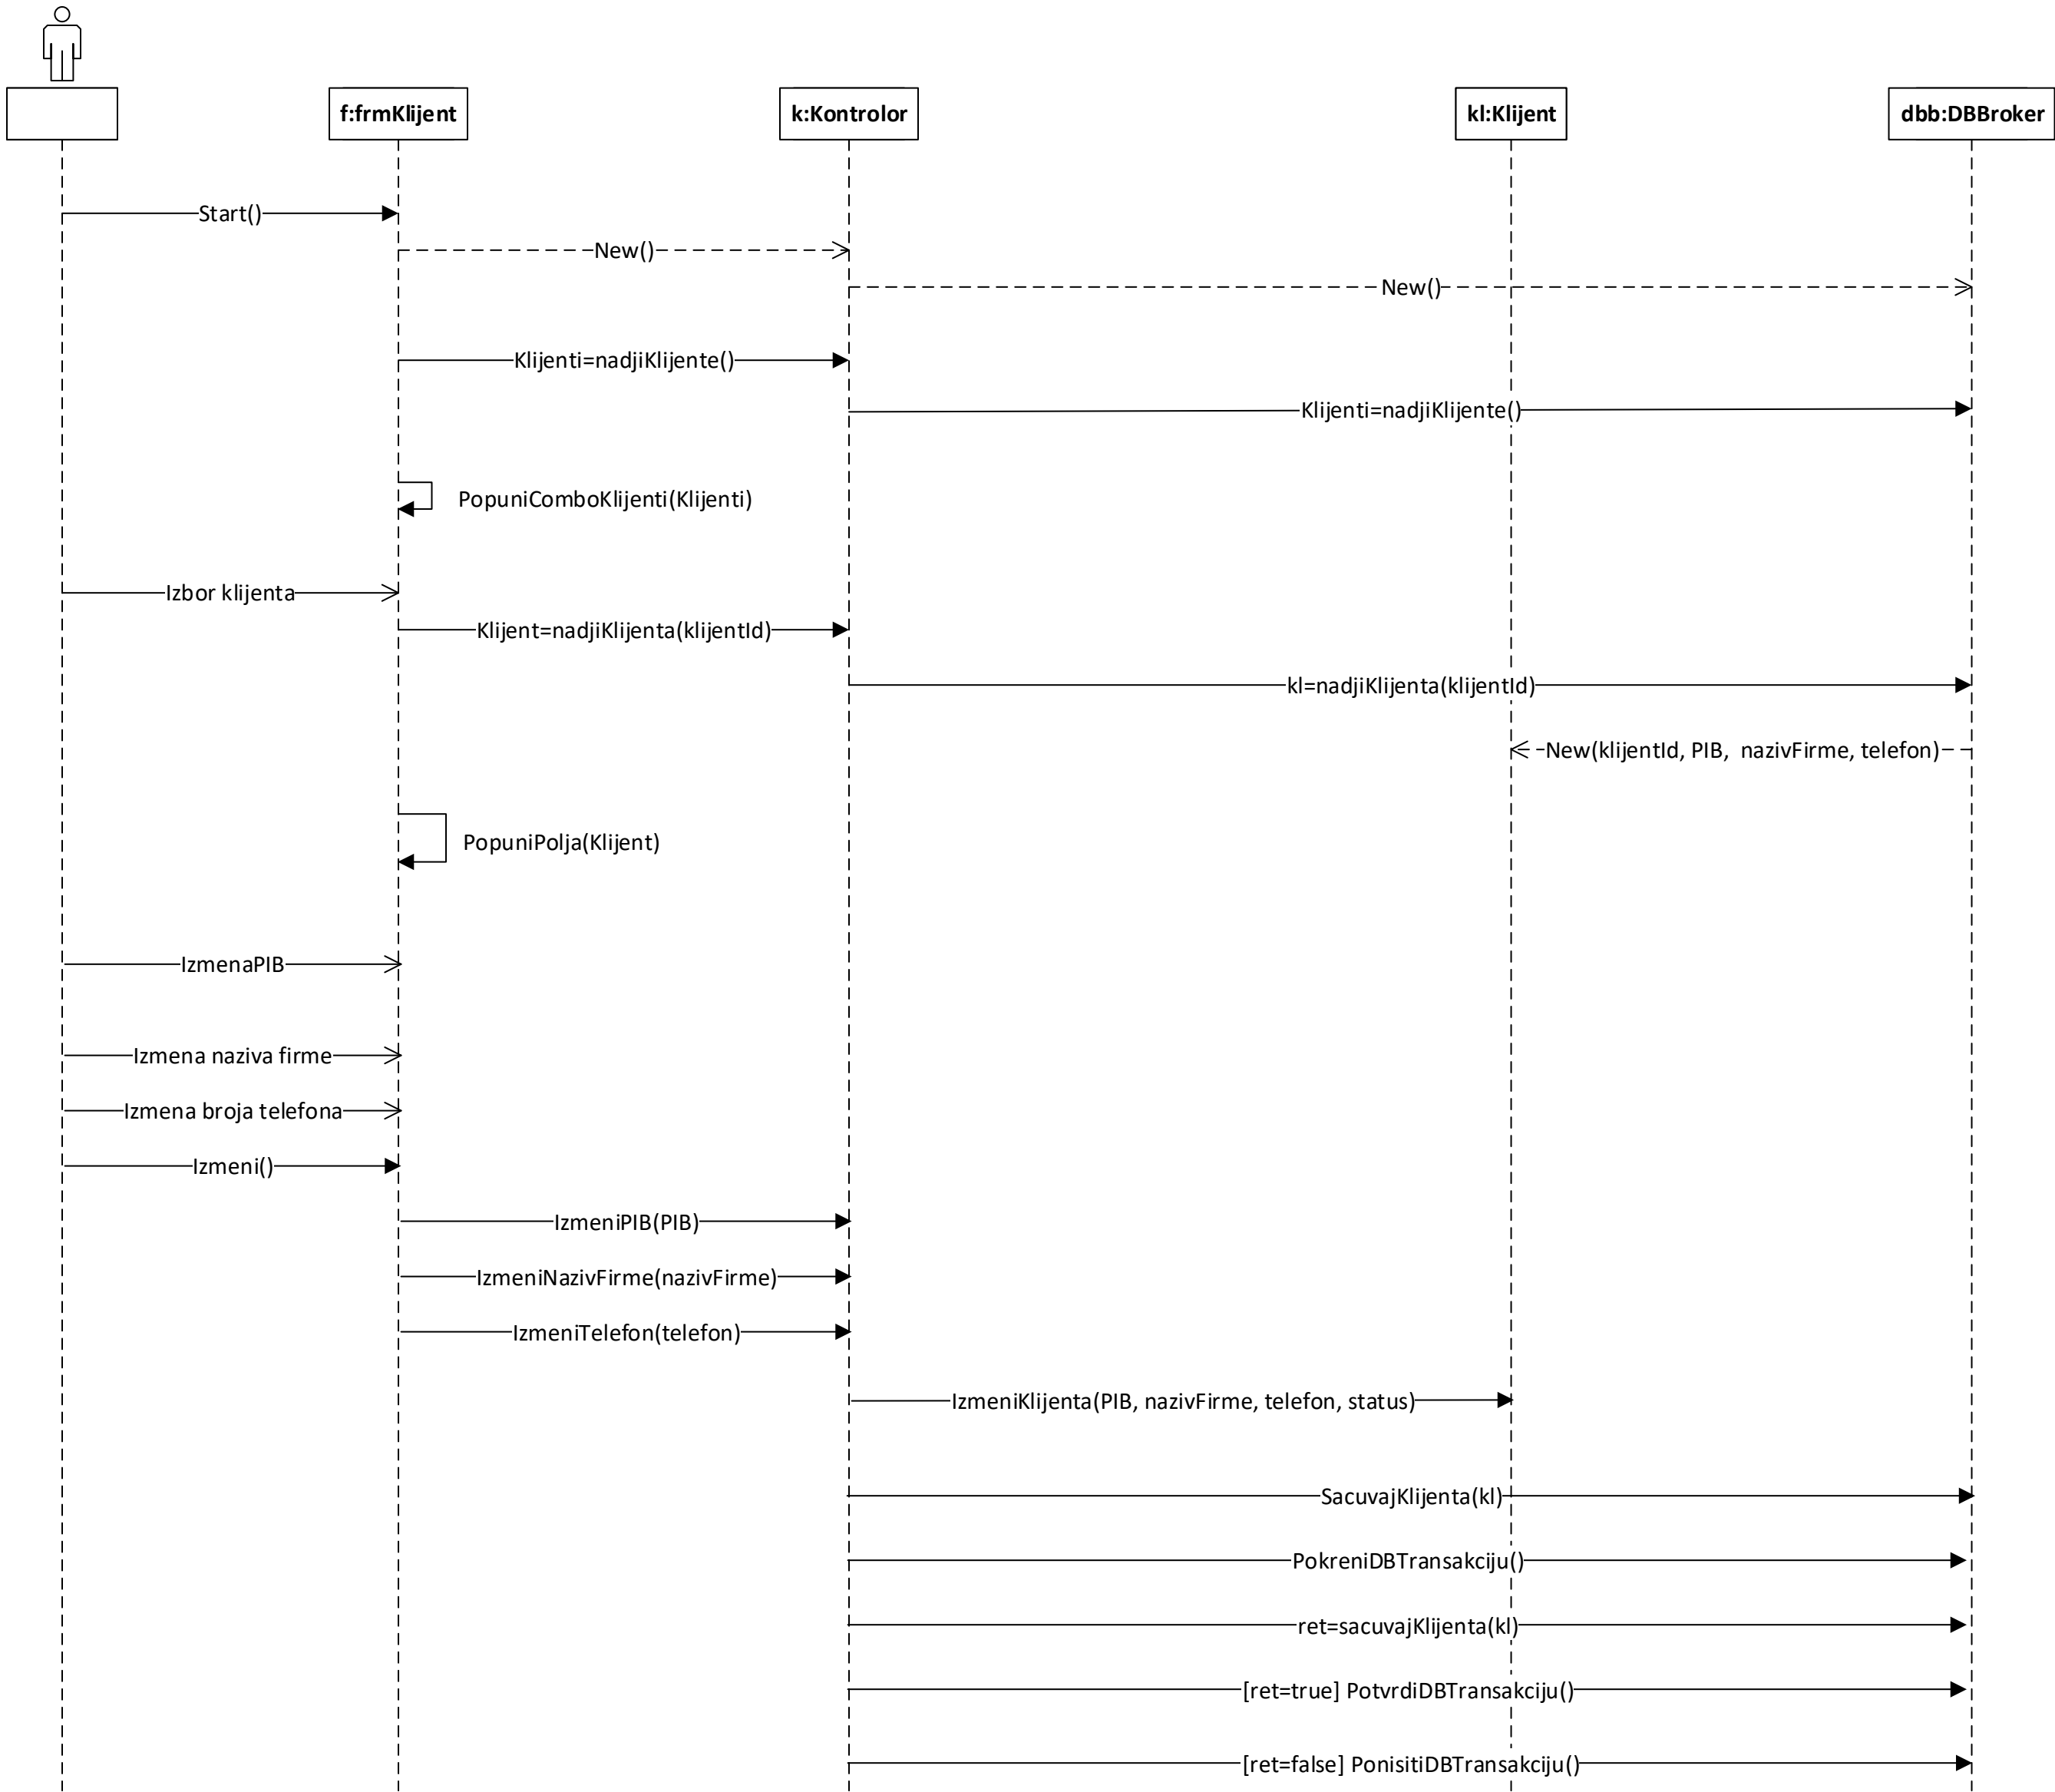 f:frmKlijent
k:Kontrolor
kl:Klijent
dbb:DBBroker
Start()
New()
New()
Klijenti=nadjiKlijente()
Klijenti=nadjiKlijente()
PopuniComboKlijenti(Klijenti)
Izbor klijenta
Klijent=nadjiKlijenta(klijentId)
kl=nadjiKlijenta(klijentId)
New(klijentId, PIB,  nazivFirme, telefon)
PopuniPolja(Klijent)
IzmenaPIB
Izmena naziva firme
Izmena broja telefona
Izmeni()
IzmeniPIB(PIB)
IzmeniNazivFirme(nazivFirme)
IzmeniTelefon(telefon)
IzmeniKlijenta(PIB, nazivFirme, telefon, status)
SacuvajKlijenta(kl)
PokreniDBTransakciju()
ret=sacuvajKlijenta(kl)
[ret=true] PotvrdiDBTransakciju()
[ret=false] PonisitiDBTransakciju()